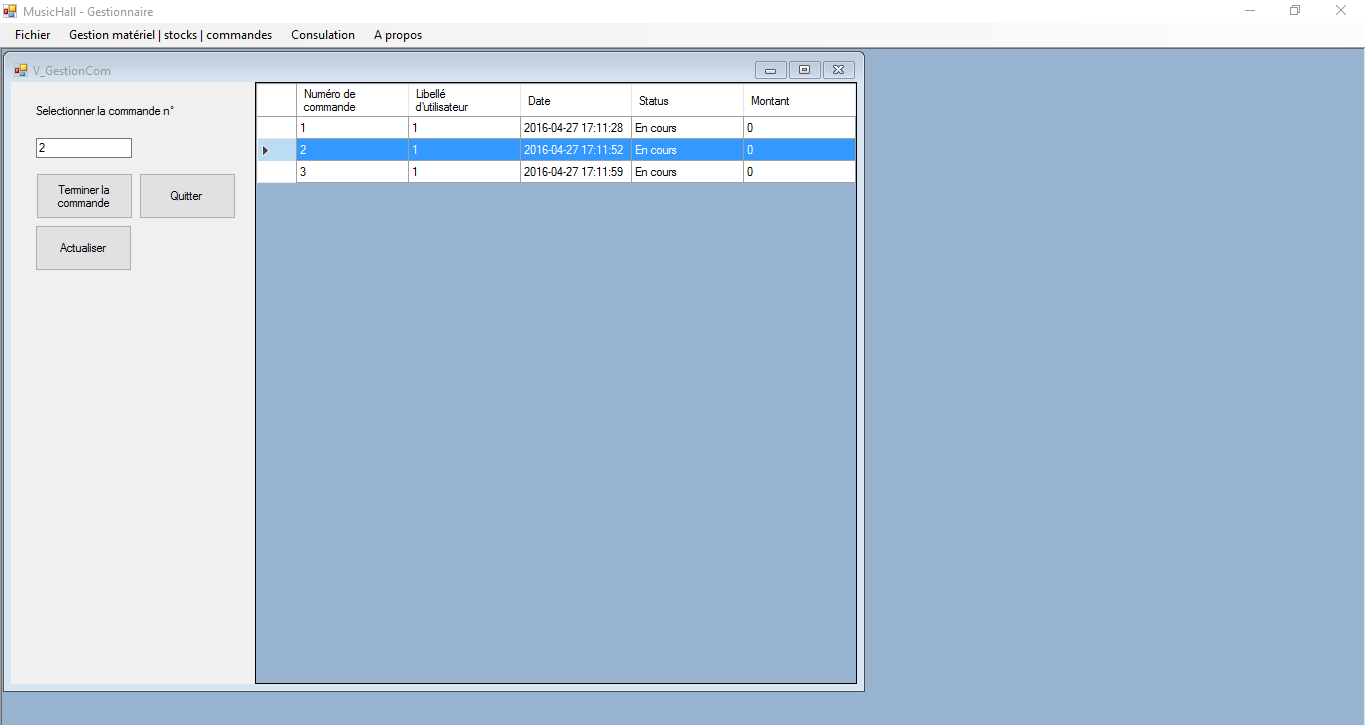 MusicHall - Gestionnaire
Fichier Gestion matériel | stocks | commandes Consulation A propos
V_GestionCom
Selectionner la commande n°
2
Terminer la
commande
Quitter
Actualiser
Numéro de
commande
Libellé
d'utilisateur
Date
Status
Montant
1 1 2016-04-27 17:11:28 En cours 0
2 1 2016-04-27 17:11:52 En cours 0
3 1 2016-04-27 17:11:59 En cours 0